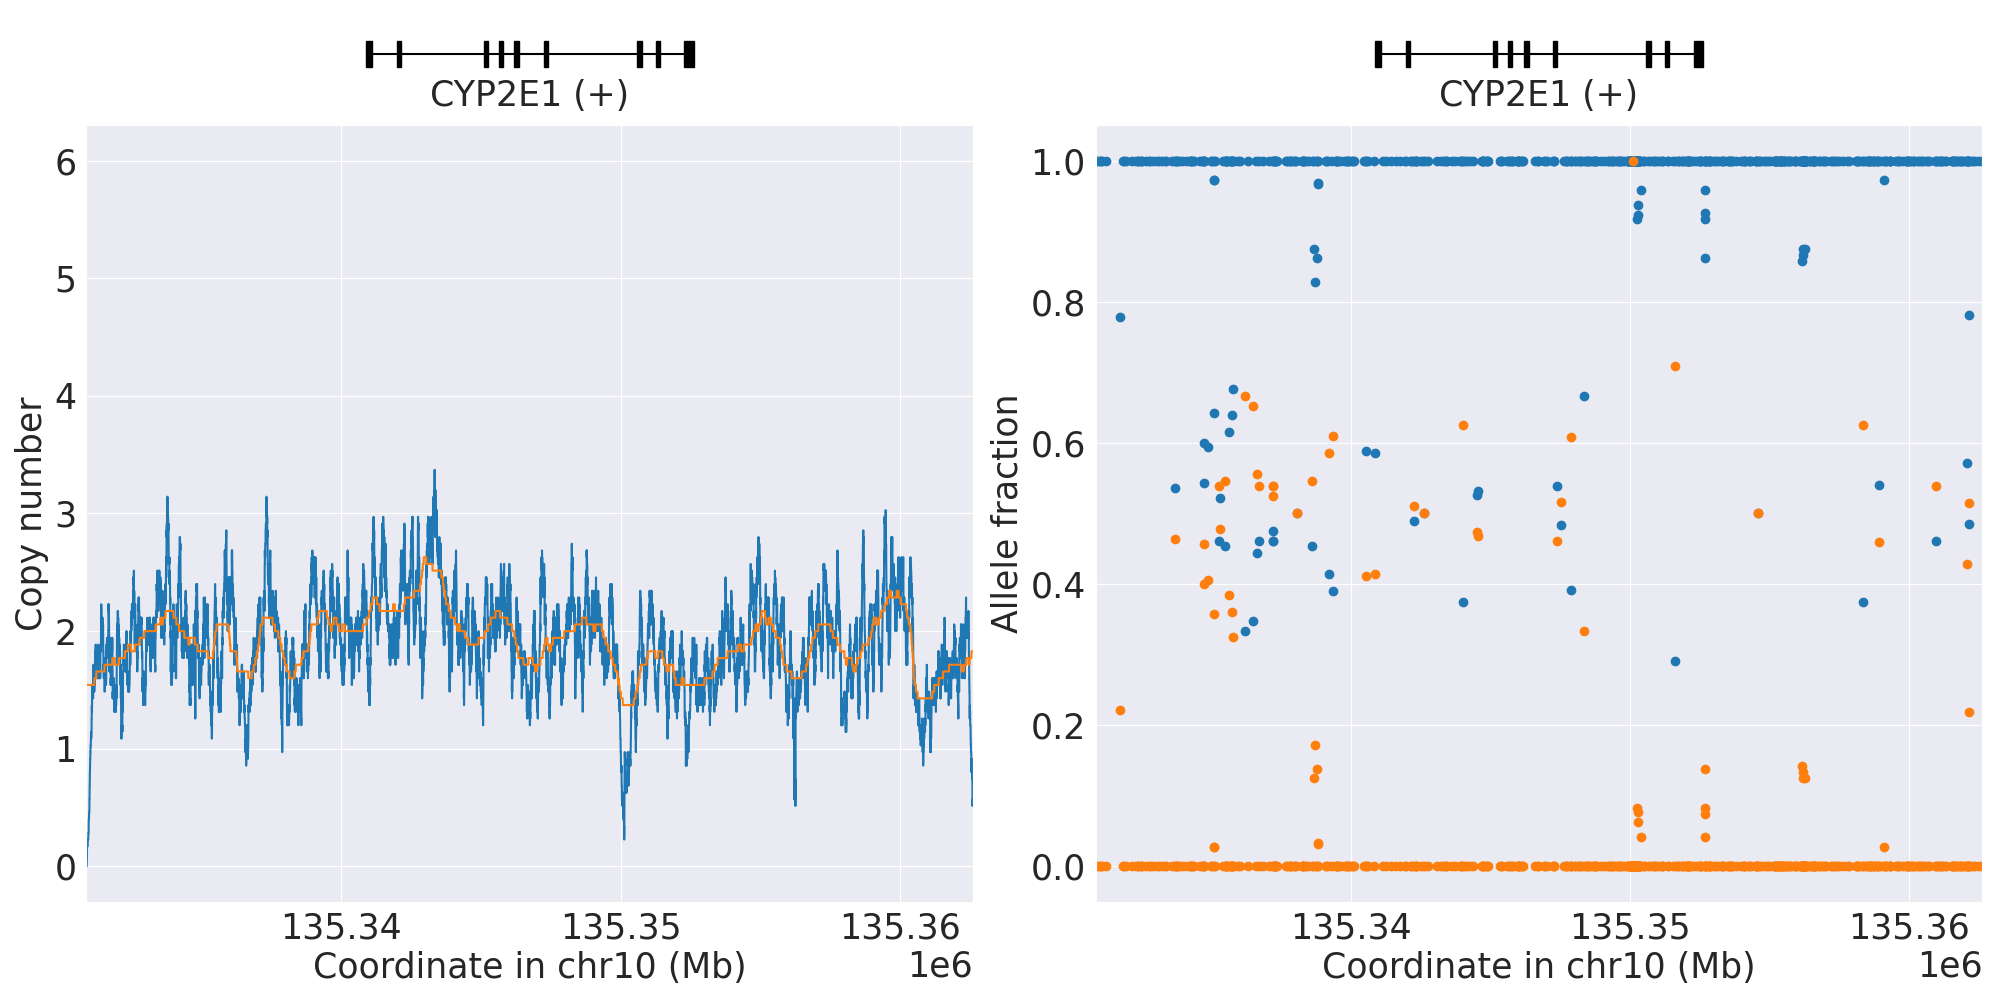 CYP2E1 (+)
6
5
4
3
2
1
0
Copy number
135.34
135.35
135.36
Coordinate in chr10 (Mb)
1e6
CYP2E1 (+)
1.0
0.8
0.6
0.4
0.2
0.0
Allele fraction
135.34
135.35
135.36
Coordinate in chr10 (Mb)
1e6